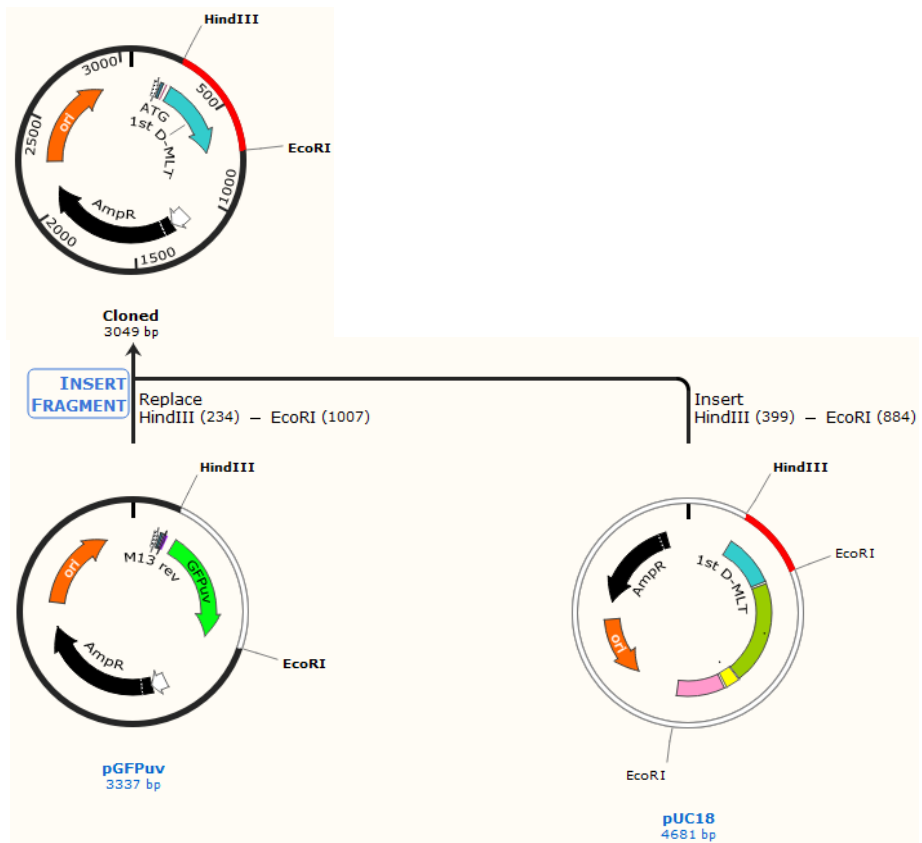 HindIII
3000
500
ori
ATG
1st D-MLT
2500
EcoRI
1000
AmpR
2000
1500
Cloned
3049 bp
INSERT
FRAGMENT
Replace
HindIII (234) – EcoRI (1007)
Insert
HindIII (399) – EcoRI (884)
HindIII
M13 rev
ori
GFPuv
AmpR
EcoRI
pGFPuv
3337 bp
HindIII
EcoRI
AmpR
1st D-MLT
ori
EcoRI
pUC18
4681 bp